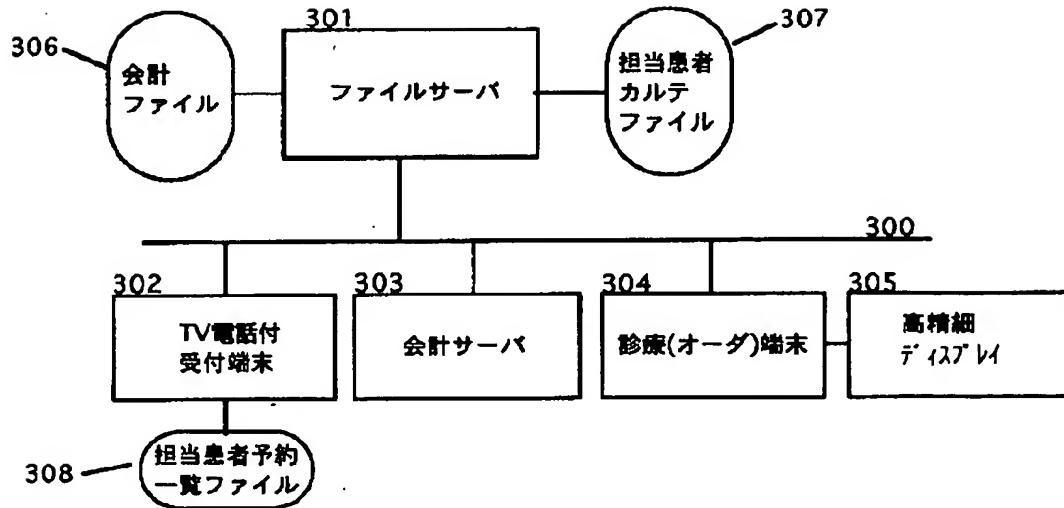 301
306
307
会計
ファイル
ファイルサーバ
担当患者
カルテ
ファイル
300
302
303
304
305
TV電話付
受付端末
会計サーバ
診療(オーダ)端末
高精細
ディスプレイ
308
担当患者予約
一覧ファイル